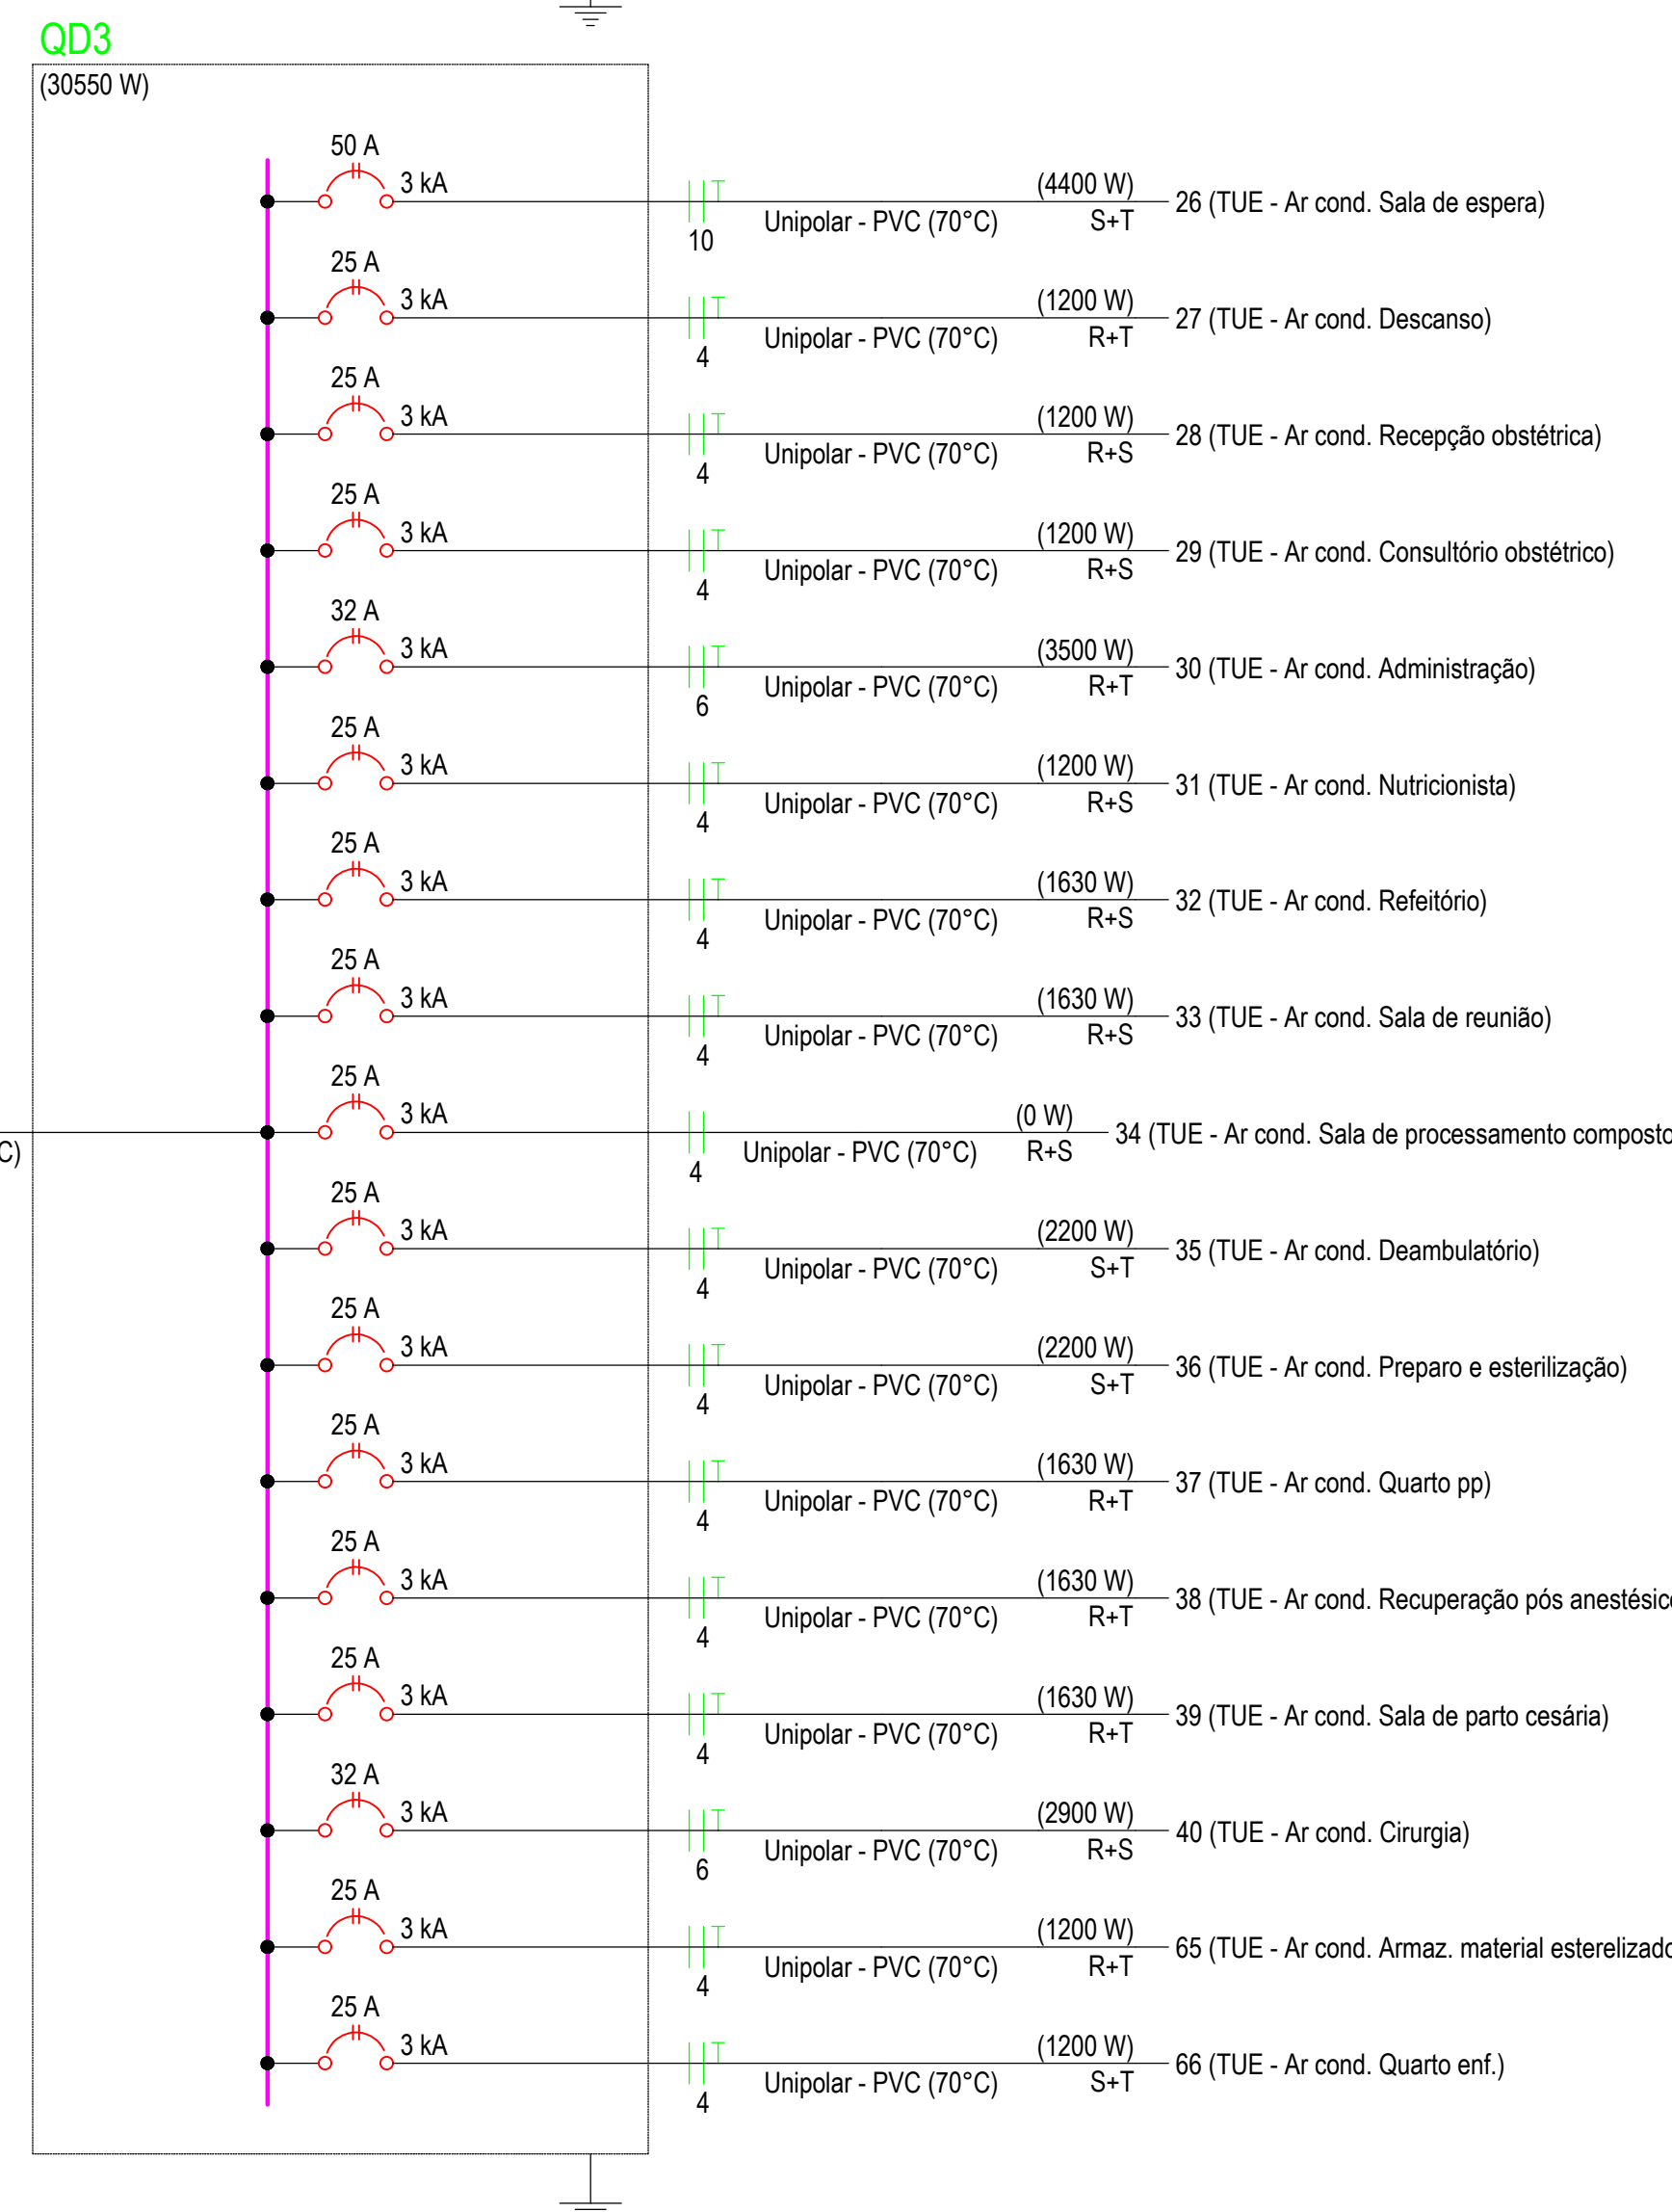 QD3
(30550 W)
50 A
3 kA
10
Unipolar - PVC (70°C)
(4400 W)
S+T
26 (TUE - Ar cond. Sala de espera)
25 A
3 kA
4
Unipolar - PVC (70°C)
(1200 W)
R+T
27 (TUE - Ar cond. Descanso)
25 A
3 kA
4
Unipolar - PVC (70°C)
(1200 W)
R+S
28 (TUE - Ar cond. Recepção obstétrica)
25 A
3 kA
4
Unipolar - PVC (70°C)
(1200 W)
R+S
29 (TUE - Ar cond. Consultório obstétrico)
32 A
3 kA
6
Unipolar - PVC (70°C)
(3500 W)
R+T
30 (TUE - Ar cond. Administração)
25 A
3 kA
4
Unipolar - PVC (70°C)
(1200 W)
R+S
31 (TUE - Ar cond. Nutricionista)
25 A
3 kA
4
Unipolar - PVC (70°C)
(1630 W)
R+S
32 (TUE - Ar cond. Refeitório)
25 A
3 kA
4
Unipolar - PVC (70°C)
(1630 W)
R+S
33 (TUE - Ar cond. Sala de reunião)
C)
25 A
3 kA
4
Unipolar - PVC (70°C)
(0 W)
R+S
34 (TUE - Ar cond. Sala de processamento composto
25 A
3 kA
4
Unipolar - PVC (70°C)
(2200 W)
S+T
35 (TUE - Ar cond. Deambulatório)
25 A
3 kA
4
Unipolar - PVC (70°C)
(2200 W)
S+T
36 (TUE - Ar cond. Preparo e esterilização)
25 A
3 kA
4
Unipolar - PVC (70°C)
(1630 W)
R+T
37 (TUE - Ar cond. Quarto pp)
25 A
3 kA
4
Unipolar - PVC (70°C)
(1630 W)
R+T
38 (TUE - Ar cond. Recuperação pós anestésico
25 A
3 kA
4
Unipolar - PVC (70°C)
(1630 W)
R+T
39 (TUE - Ar cond. Sala de parto cesária)
32 A
3 kA
6
Unipolar - PVC (70°C)
(2900 W)
R+S
40 (TUE - Ar cond. Cirurgia)
25 A
3 kA
4
Unipolar - PVC (70°C)
(1200 W)
R+T
65 (TUE - Ar cond. Armaz. material esterelizado
25 A
3 kA
4
Unipolar - PVC (70°C)
(1200 W)
S+T
66 (TUE - Ar cond. Quarto enf.)